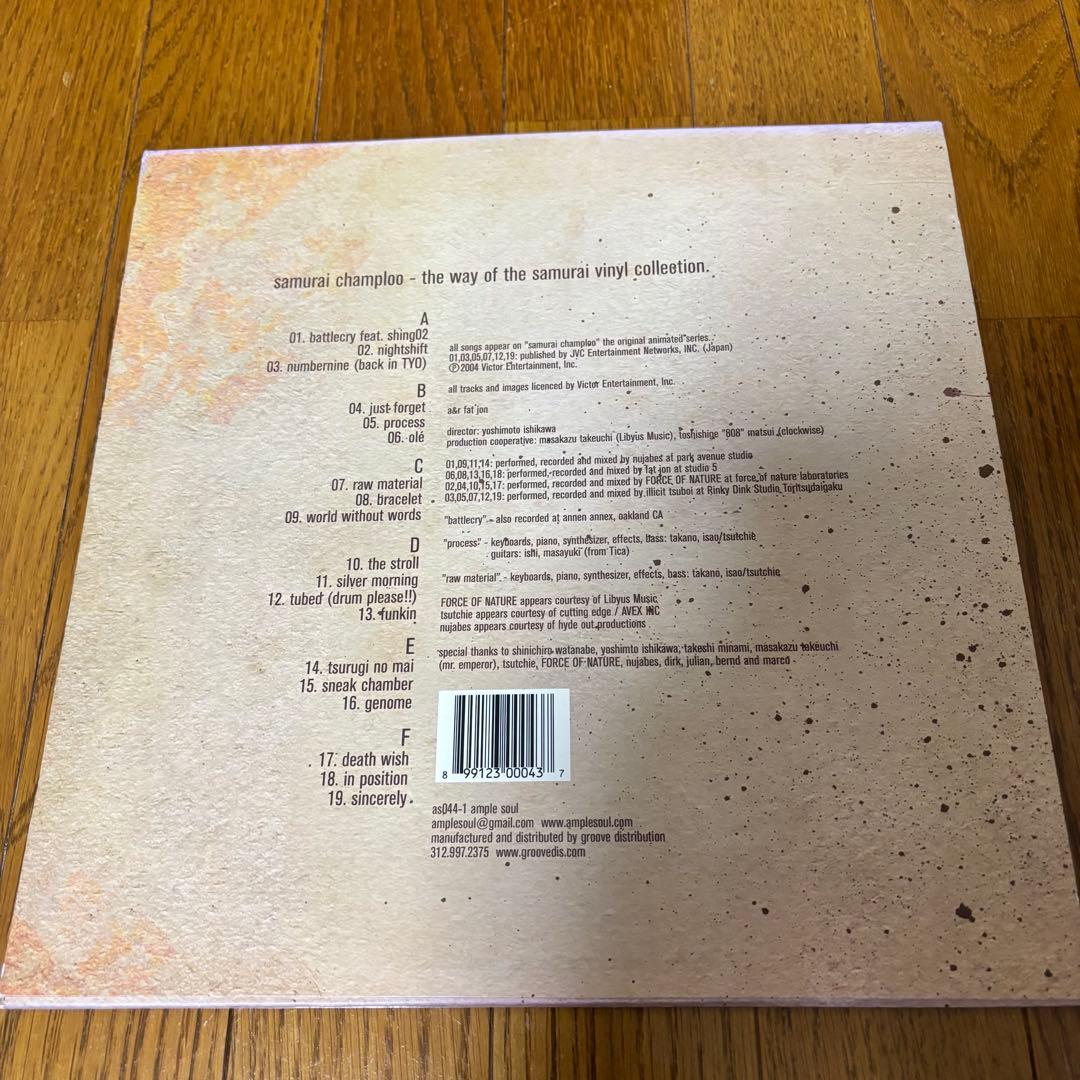 samurai champloo - the way of the samurai vinyl collection.
A
01. battlecry feat. shing02
02. nightshift
03. numbernine (back in TYO)
B
04. just forget
05. process
06. olé
C
07. raw material
08. bracelet
09. world without words
D
10. the stroll
11. silver morning
12. tubed (drum please!!)
13. funkin
E
14. tsurugi no mai
15. sneak chamber
16. genome
F
17. death wish
18. in position
19. sincerely
all songs appear on "samurai champloo" the original animated series.
01,03,05,07,12,19: published by JVC Entertainment Networks, INC. (Japan)
Ⓟ2004 Victor Entertainment, Inc.
all tracks and images licenced by Victor Entertainment, Inc.
a&r fat jon
director: yoshimoto ishikawa
production cooperative: masakazu takeuchi (Libyus Music), toshishige "808" matsui (clockwise)
01,09,11,14: performed, recorded and mixed by nujabes at park avenue studio
06,08,13,16,18: performed, recorded and mixed by fat jon at studio 5
02,04,10,15,17: performed, recorded and mixed by FORCE OF NATURE at force of nature laboratories
03,05,07,12,19: performed, recorded and mixed by illicit tsuboi at Rinky Dink Studio Toritsudaigaku
"battlecry" - also recorded at annen annex, oakland CA
"process" - keyboards, piano, synthesizer, effects, bass: takano, isao/tsutchie
guitars: ishi, masayuki (from Tica)
"raw material" - keyboards, piano, synthesizer, effects, bass: takano, isao/tsutchie
FORCE OF NATURE appears courtesy of Libyus Music
tsutchie appears courtesy of cutting edge / AVEX INC
nujabes appears courtesy of hyde out productions
special thanks to shinichiro watanabe, yoshimto ishikawa, takeshi minami, masakazu takeuchi
(mr. emperor), tsutchie, FORCE OF NATURE, nujabes, dirk, julian, bernd and marco
8 99123 00043 7
as044-1 ample soul
amplesoul@gmail.com www.amplesoul.com
manufactured and distributed by groove distribution
312.997.2375 www.groovedis.com